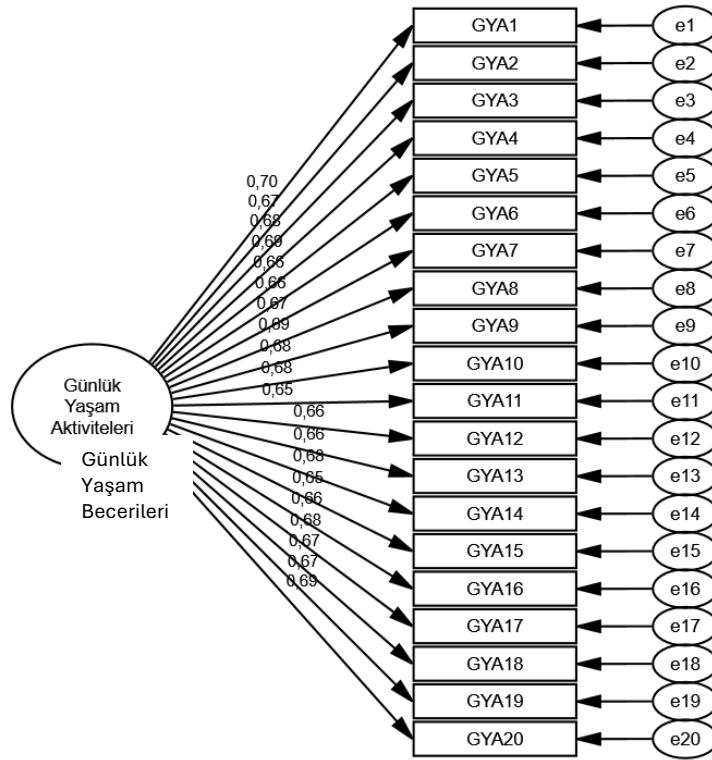 GYA1
e1
GYA2
e2
GYA3
e3
GYA4
e4
GYA5
e5
GYA6
e6
GYA7
e7
GYA8
e8
GYA9
e9
GYA10
e10
GYA11
e11
GYA12
e12
GYA13
e13
GYA14
e14
GYA15
e15
GYA16
e16
GYA17
e17
GYA18
e18
GYA19
e19
GYA20
e20
0,70
0,67
0,68
0,69
0,66
0,66
0,67
0,69
0,68
0,68
0,65
0,66
0,66
0,68
0,65
0,66
0,68
0,67
0,67
0,69
Günlük
Yaşam
Aktiviteleri
Günlük
Yaşam
Becerileri